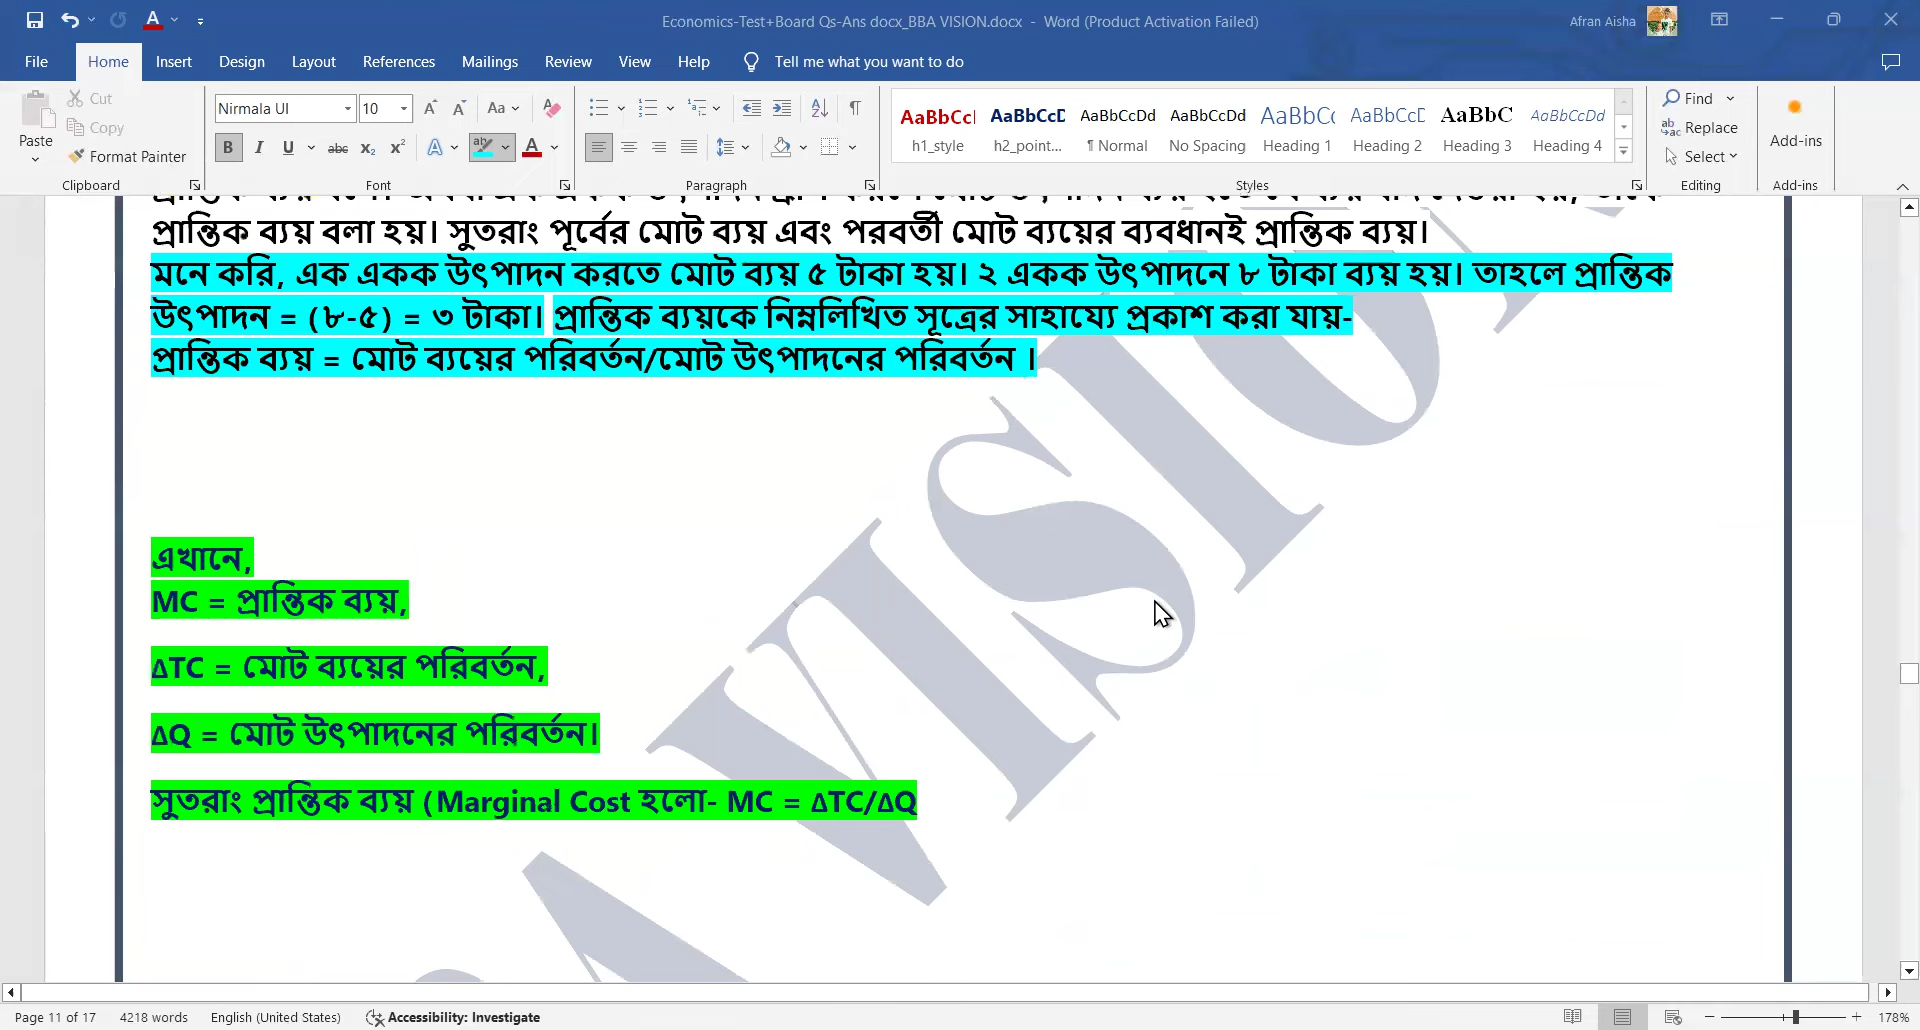 Economics-Test+Board Qs-Ans docx_BBA VISION.docx - Word (Product Activation Failed)
Afran Aisha
File Home Insert Design Layout References Mailings Review View Help Tell me what you want to do
Paste
Cut
Copy
Format Painter
Clipboard
Nirmala UI 10
Font
Paragraph
AaBbCcI AaBbCcD AaBbCcDd AaBbCcDd AaBbCc AaBbCcD AaBbC AaBbCcDd
h1_style h2_point... ¶ Normal No Spacing Heading 1 Heading 2 Heading 3 Heading 4
Styles
Find
Replace
Select
Editing
Add-ins
Add-ins
প্রান্তিক ব্যয় বলা হয়। সুতরাং পূর্বের মোট ব্যয় এবং পরবর্তী মোট ব্যয়ের ব্যবধানই প্রান্তিক ব্যয়।
মনে করি, এক একক উৎপাদন করতে মোট ব্যয় ৫ টাকা হয়। ২ একক উৎপাদনে ৮ টাকা ব্যয় হয়। তাহলে প্রান্তিক
উৎপাদন = (৮-৫) = ৩ টাকা। প্রান্তিক ব্যয়কে নিম্নলিখিত সূত্রের সাহায্যে প্রকাশ করা যায়-
প্রান্তিক ব্যয় = মোট ব্যয়ের পরিবর্তন/মোট উৎপাদনের পরিবর্তন ।
এখানে,
MC = প্রান্তিক ব্যয়,
ΔTC = মোট ব্যয়ের পরিবর্তন,
ΔQ = মোট উৎপাদনের পরিবর্তন।
সুতরাং প্রান্তিক ব্যয় (Marginal Cost হলো- MC = ΔTC/ΔQ
A VISION
Page 11 of 17 4218 words English (United States) Accessibility: Investigate 178%